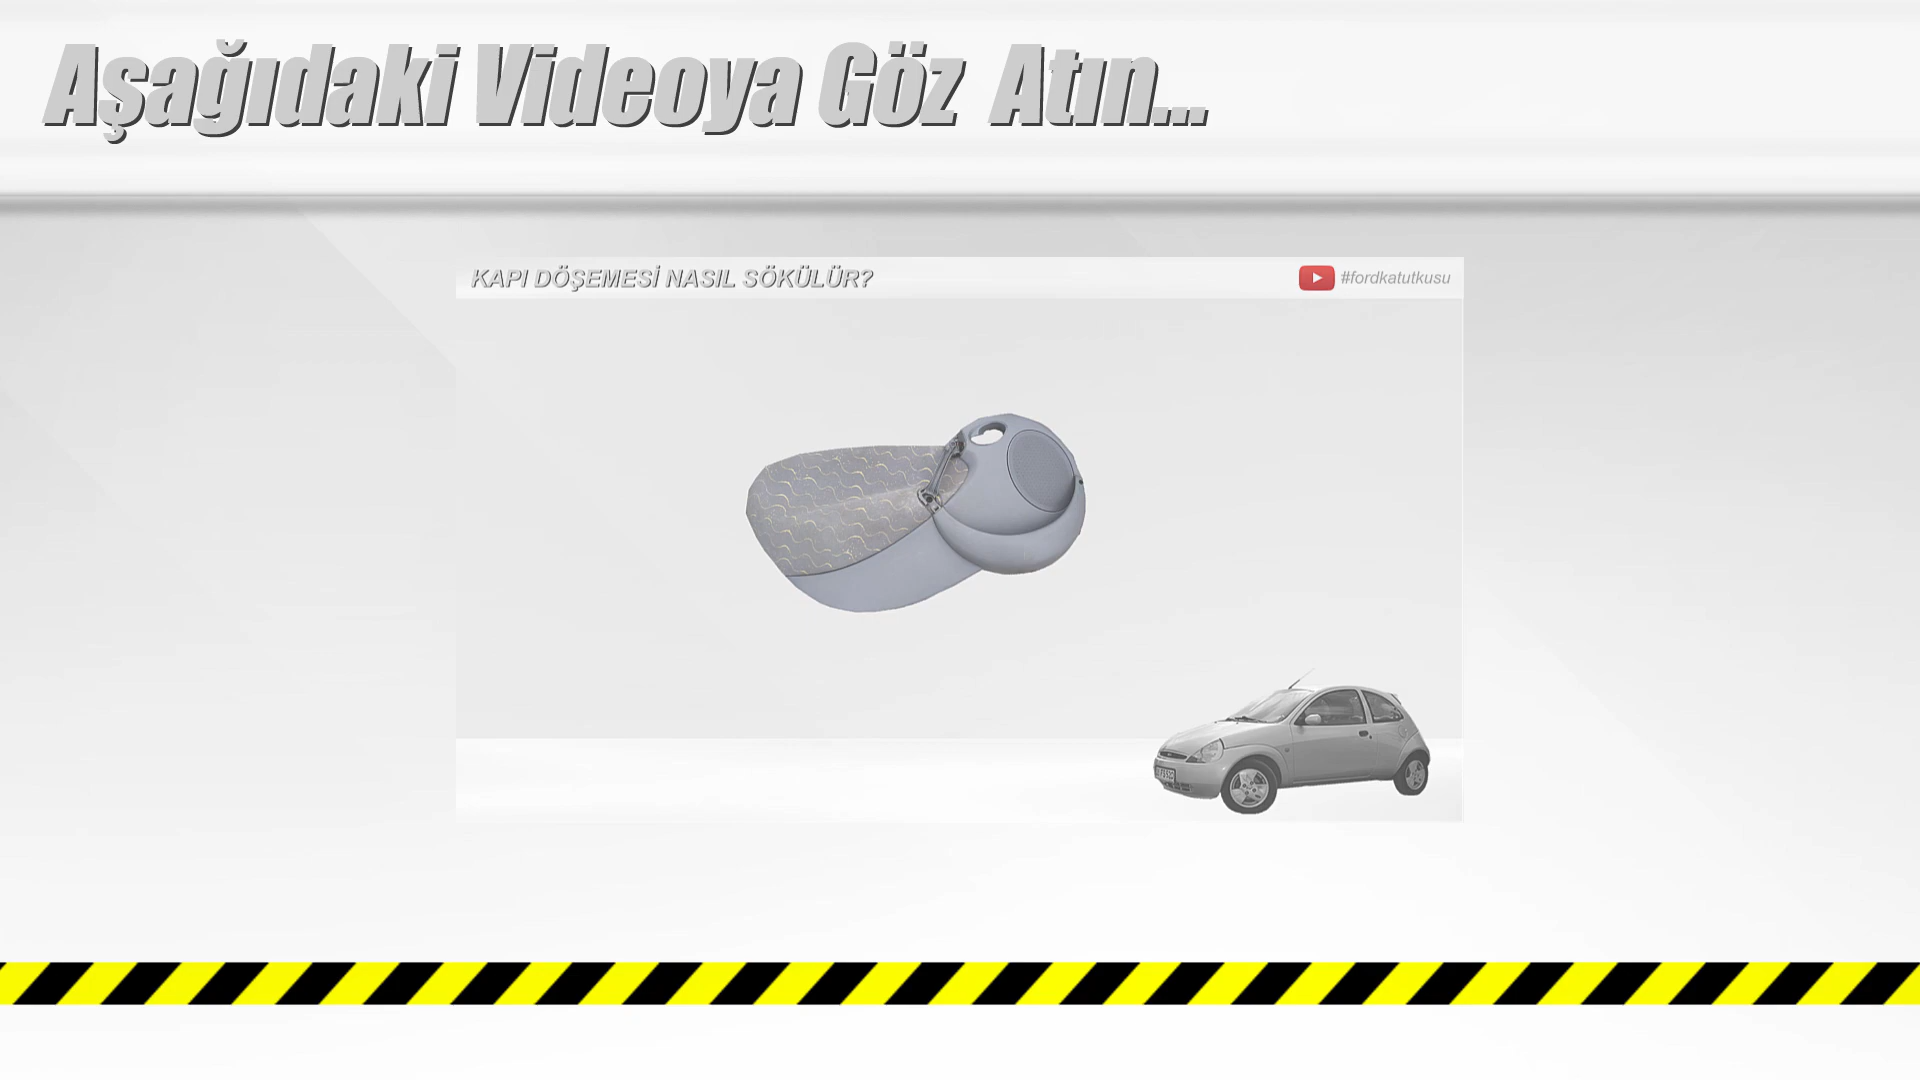 Aşağıdaki Videoya Göz Atın...
KAPI DÖŞEMESİ NASIL SÖKÜLÜR?
#fordkatutkusu